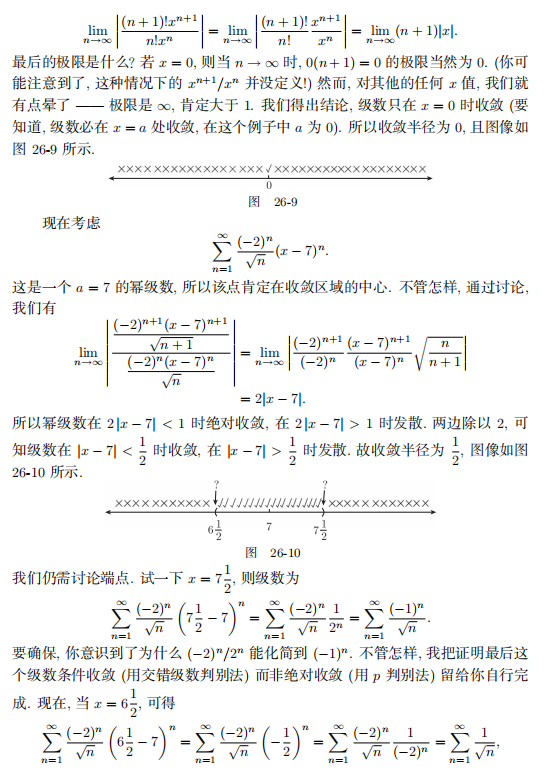 $$\lim_{n\to\infty}\left|\frac{(n+1)!x^{n+1}}{n!x^n}\right|=\lim_{n\to\infty}\left|\frac{(n+1)!}{n!}\frac{x^{n+1}}{x^n}\right|=\lim_{n\to\infty}(n+1)|x|.$$
最后的极限是什么? 若 $x=0$, 则当 $n\to\infty$ 时, $0(n+1)=0$ 的极限当然为 0. (你可
能注意到了, 这种情况下的 $x^{n+1}/x^n$ 并没定义!) 然而, 对其他的任何 $x$ 值, 我们就
有点晕了 —— 极限是 $\infty$, 肯定大于 1. 我们得出结论, 级数只在 $x=0$ 时收敛 (要
知道, 级数必在 $x=a$ 处收敛, 在这个例子中 $a$ 为 0). 所以收敛半径为 0, 且图像如
图 26-9 所示.
×××××××××××××××× ××× √ ××××××××××××××××××××
0
图 26-9
现在考虑
$$\sum_{n=1}^{\infty}\frac{(-2)^n}{\sqrt{n}}(x-7)^n.$$
这是一个 $a=7$ 的幂级数, 所以该点肯定在收敛区域的中心. 不管怎样, 通过讨论,
我们有
$$\lim_{n\to\infty}\left|\frac{\frac{(-2)^{n+1}(x-7)^{n+1}}{\sqrt{n+1}}}{\frac{(-2)^n(x-7)^n}{\sqrt{n}}}\right|=\lim_{n\to\infty}\left|\frac{(-2)^{n+1}}{(-2)^n}\frac{(x-7)^{n+1}}{(x-7)^n}\sqrt{\frac{n}{n+1}}\right|$$
$$=2|x-7|.$$
所以幂级数在 $2|x-7|<1$ 时绝对收敛, 在 $2|x-7|>1$ 时发散. 两边除以 2, 可
知级数在 $|x-7|<\frac{1}{2}$ 时收敛, 在 $|x-7|>\frac{1}{2}$ 时发散. 故收敛半径为 $\frac{1}{2}$, 图像如图
26-10 所示.
? ?
××××××××××××× √√√√√√√√√√√√√√√√ ××××××××××××××
$6\frac{1}{2}$ 7 $7\frac{1}{2}$
图 26-10
我们仍需讨论端点. 试一下 $x=7\frac{1}{2}$, 则级数为
$$\sum_{n=1}^{\infty}\frac{(-2)^n}{\sqrt{n}}\left(7\frac{1}{2}-7\right)^n=\sum_{n=1}^{\infty}\frac{(-2)^n}{\sqrt{n}}\frac{1}{2^n}=\sum_{n=1}^{\infty}\frac{(-1)^n}{\sqrt{n}}.$$
要确保, 你意识到了为什么 $(-2)^n/2^n$ 能化简到 $(-1)^n$. 不管怎样, 我把证明最后这
个级数条件收敛 (用交错级数判别法) 而非绝对收敛 (用 $p$ 判别法) 留给你自行完
成. 现在, 当 $x=6\frac{1}{2}$, 可得
$$\sum_{n=1}^{\infty}\frac{(-2)^n}{\sqrt{n}}\left(6\frac{1}{2}-7\right)^n=\sum_{n=1}^{\infty}\frac{(-2)^n}{\sqrt{n}}\left(-\frac{1}{2}\right)^n=\sum_{n=1}^{\infty}\frac{(-2)^n}{\sqrt{n}}\frac{1}{(-2)^n}=\sum_{n=1}^{\infty}\frac{1}{\sqrt{n}},$$